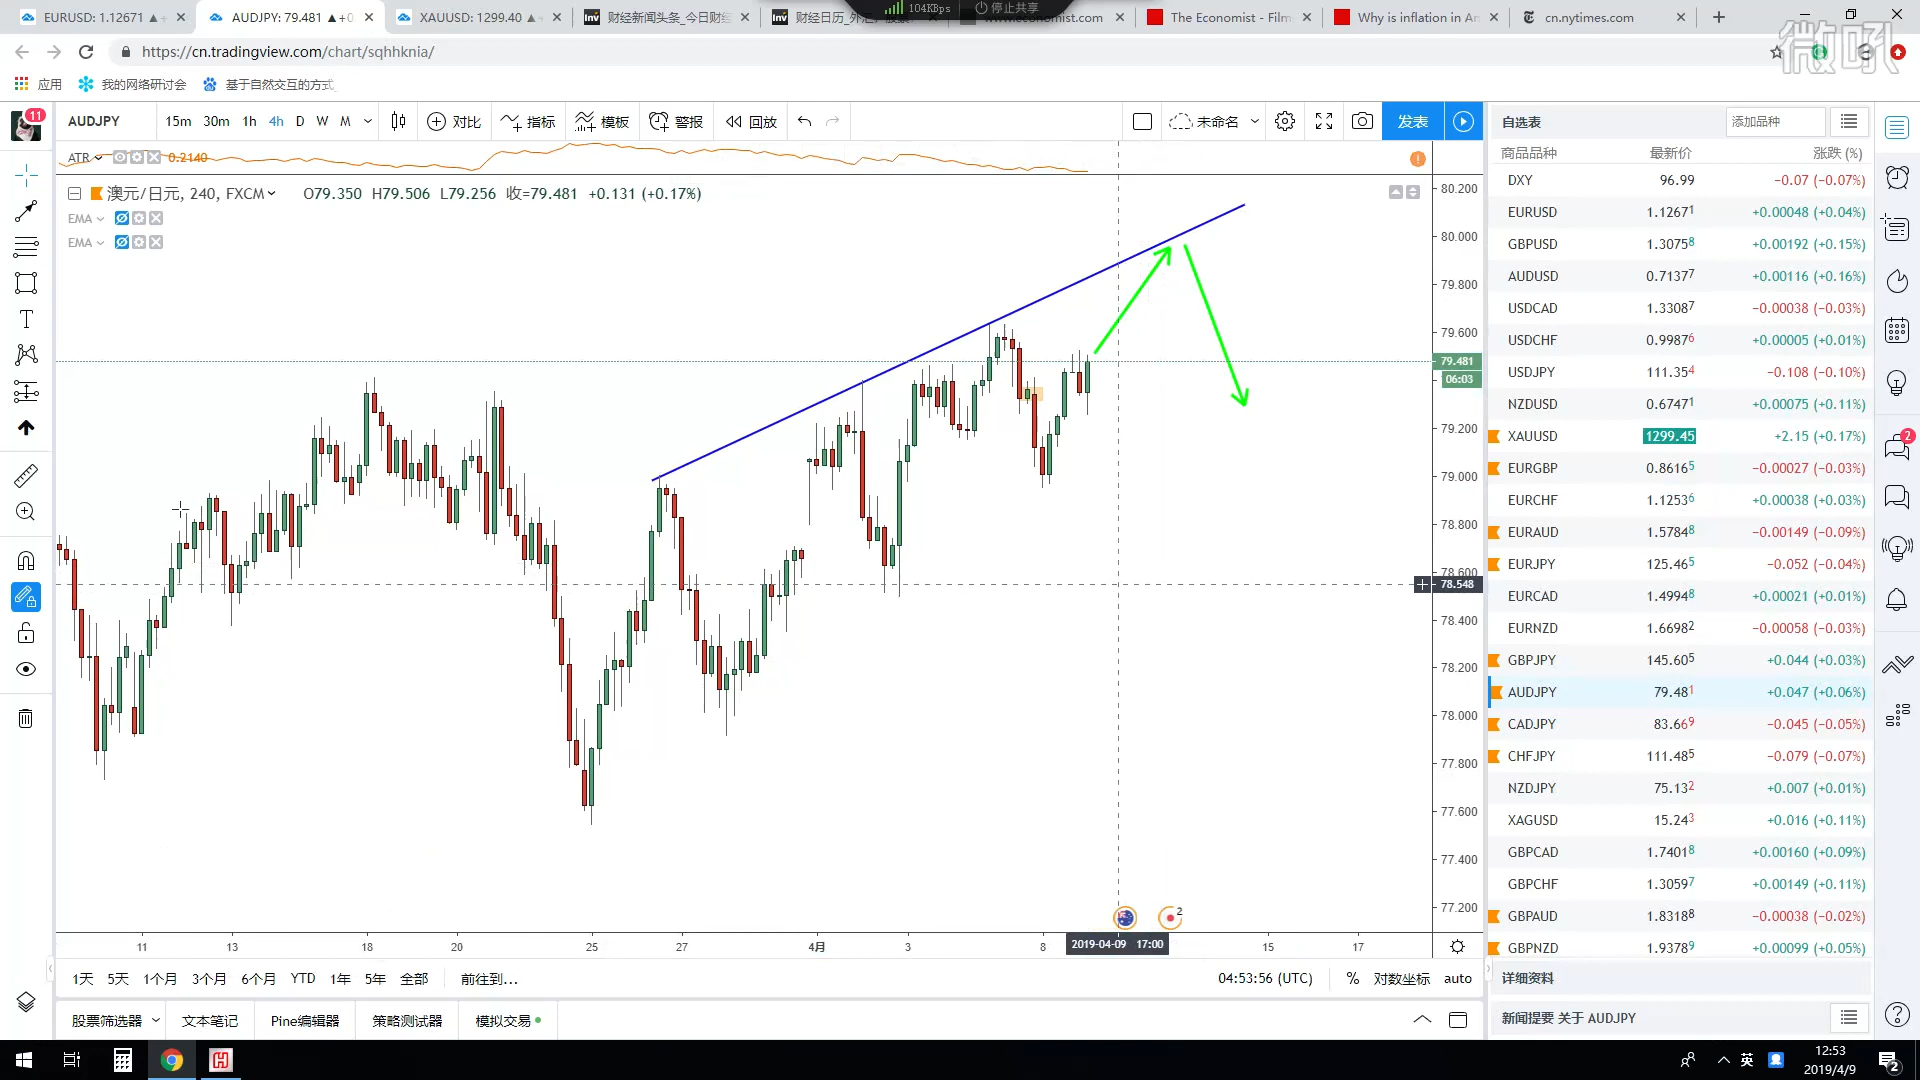 EURUSD: 1.12671 ▲+
AUDJPY: 79.481 ▲+0
XAUUSD: 1299.40 ▲+
财经新闻头条_今日财经
财经日历_外汇
www.economist.com
The Economist - Film
Why is inflation in Am
cn.nytimes.com
104KBps
停止共享
微吼
https://cn.tradingview.com/chart/sqhhknia/
应用
我的网络研讨会
基于自然交互的方式
11
AUDJPY
15m 30m 1h 4h D W M
对比
指标
模板
警报
回放
未命名
发表
ATR
0.2140
澳元/日元, 240, FXCM
O79.350 H79.506 L79.256 收=79.481 +0.131 (+0.17%)
EMA
EMA
80.200
80.000
79.800
79.600
79.481
06:03
79.200
79.000
78.800
78.600
78.548
78.400
78.200
78.000
77.800
77.600
77.400
77.200
2
11 13 18 20 25 27 4月 3 8 2019-04-09 17:00 15 17
1天 5天 1个月 3个月 6个月 YTD 1年 5年 全部 前往到...
04:53:56 (UTC) % 对数坐标 auto
股票筛选器
文本笔记
Pine编辑器
策略测试器
模拟交易
自选表
添加品种
商品品种 最新价 涨跌 (%)
DXY 96.99 −0.07 (−0.07%)
EURUSD 1.12671 +0.00048 (+0.04%)
GBPUSD 1.30758 +0.00192 (+0.15%)
AUDUSD 0.71377 +0.00116 (+0.16%)
USDCAD 1.33087 −0.00038 (−0.03%)
USDCHF 0.99876 +0.00005 (+0.01%)
USDJPY 111.354 −0.108 (−0.10%)
NZDUSD 0.67471 +0.00075 (+0.11%)
XAUUSD 1299.45 +2.15 (+0.17%)
EURGBP 0.86165 −0.00027 (−0.03%)
EURCHF 1.12536 +0.00038 (+0.03%)
EURAUD 1.57848 −0.00149 (−0.09%)
EURJPY 125.465 −0.052 (−0.04%)
EURCAD 1.49948 +0.00021 (+0.01%)
EURNZD 1.66982 −0.00058 (−0.03%)
GBPJPY 145.605 +0.044 (+0.03%)
AUDJPY 79.481 +0.047 (+0.06%)
CADJPY 83.669 −0.045 (−0.05%)
CHFJPY 111.485 −0.079 (−0.07%)
NZDJPY 75.132 +0.007 (+0.01%)
XAGUSD 15.243 +0.016 (+0.11%)
GBPCAD 1.74018 +0.00160 (+0.09%)
GBPCHF 1.30597 +0.00149 (+0.11%)
GBPAUD 1.83188 −0.00038 (−0.02%)
GBPNZD 1.93789 +0.00099 (+0.05%)
详细资料
新闻提要 关于 AUDJPY
2
英
12:53
2019/4/9
2